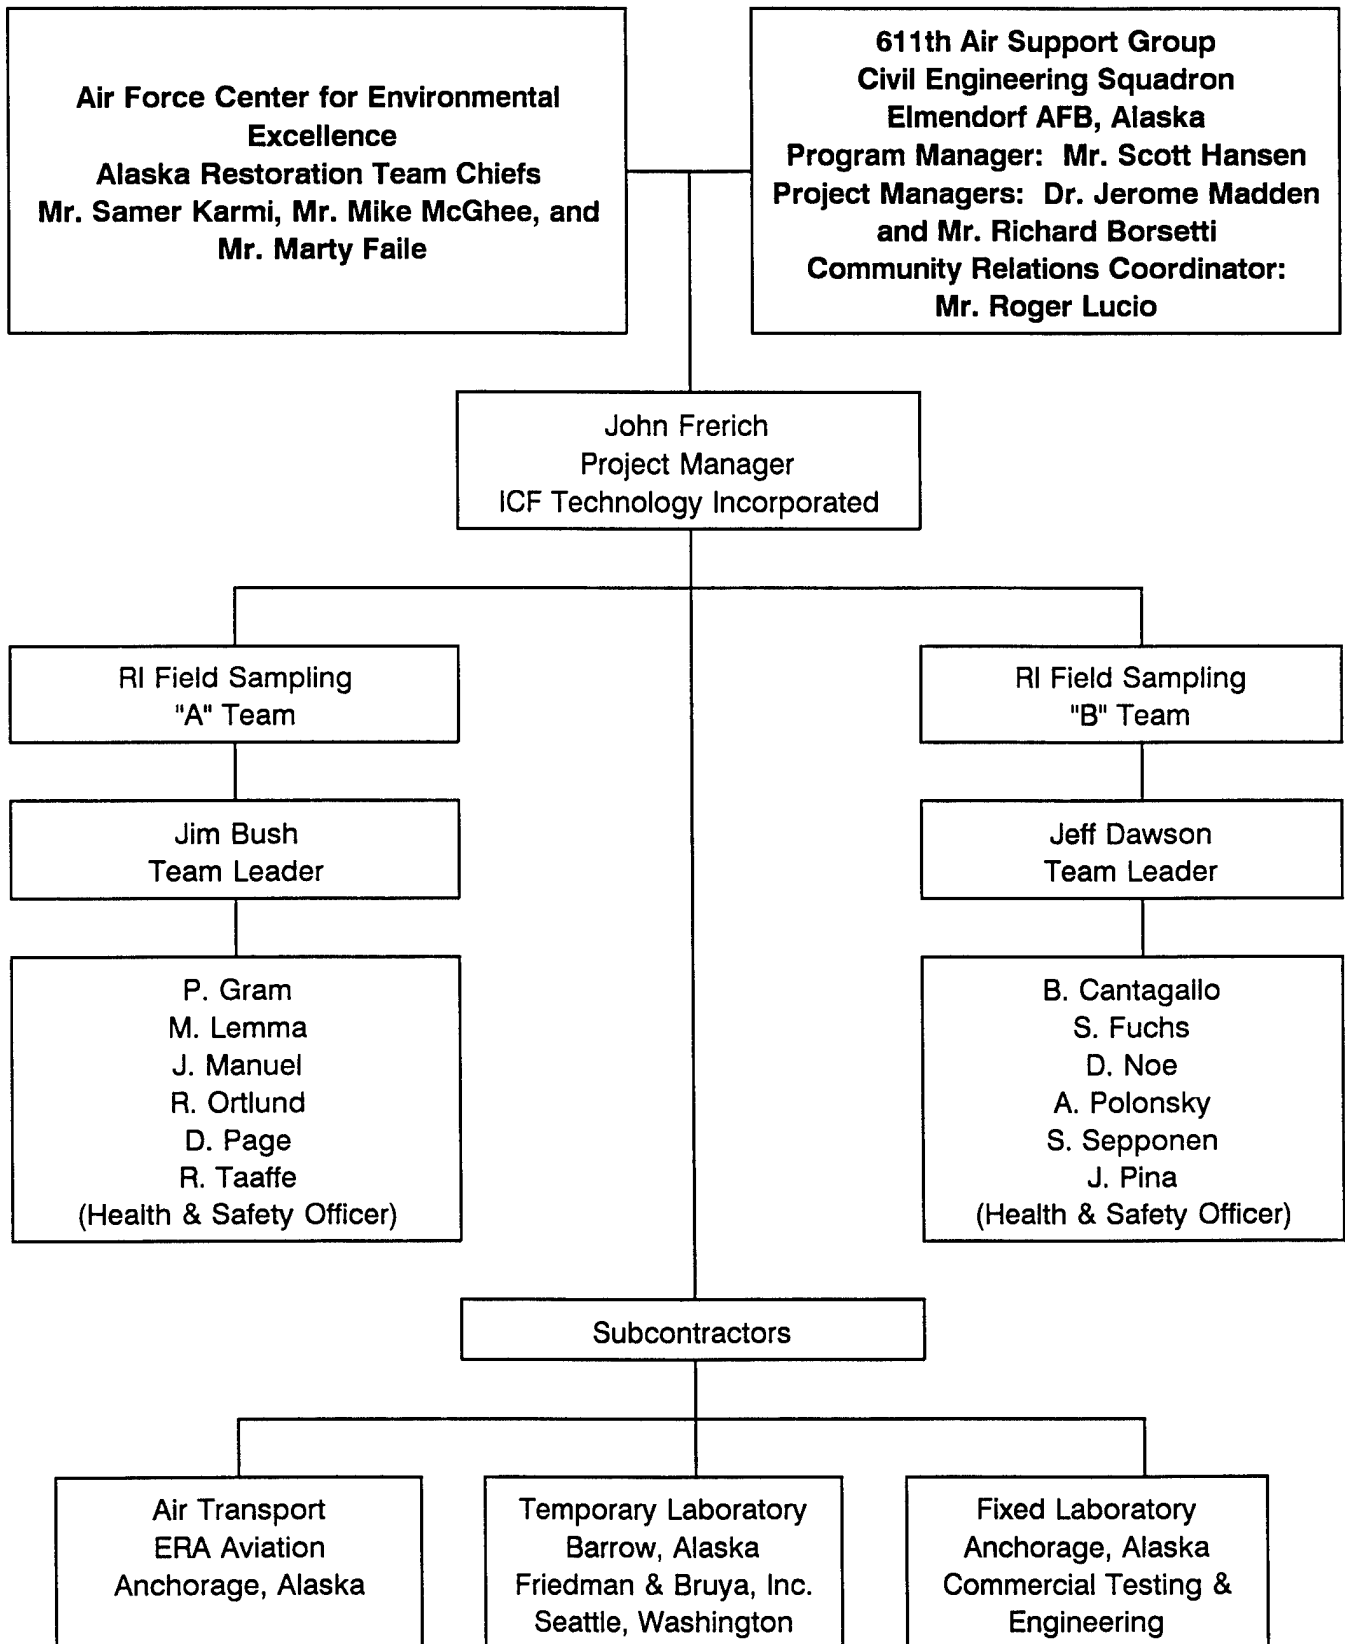 Air Force Center for Environmental
Excellence
Alaska Restoration Team Chiefs
Mr. Samer Karmi, Mr. Mike McGhee, and
Mr. Marty Faile
611th Air Support Group
Civil Engineering Squadron
Elmendorf AFB, Alaska
Program Manager: Mr. Scott Hansen
Project Managers: Dr. Jerome Madden
and Mr. Richard Borsetti
Community Relations Coordinator:
Mr. Roger Lucio
John Frerich
Project Manager
ICF Technology Incorporated
RI Field Sampling
"A" Team
Jim Bush
Team Leader
P. Gram
M. Lemma
J. Manuel
R. Ortlund
D. Page
R. Taaffe
(Health & Safety Officer)
RI Field Sampling
"B" Team
Jeff Dawson
Team Leader
B. Cantagallo
S. Fuchs
D. Noe
A. Polonsky
S. Sepponen
J. Pina
(Health & Safety Officer)
Subcontractors
Air Transport
ERA Aviation
Anchorage, Alaska
Temporary Laboratory
Barrow, Alaska
Friedman & Bruya, Inc.
Seattle, Washington
Fixed Laboratory
Anchorage, Alaska
Commercial Testing &
Engineering